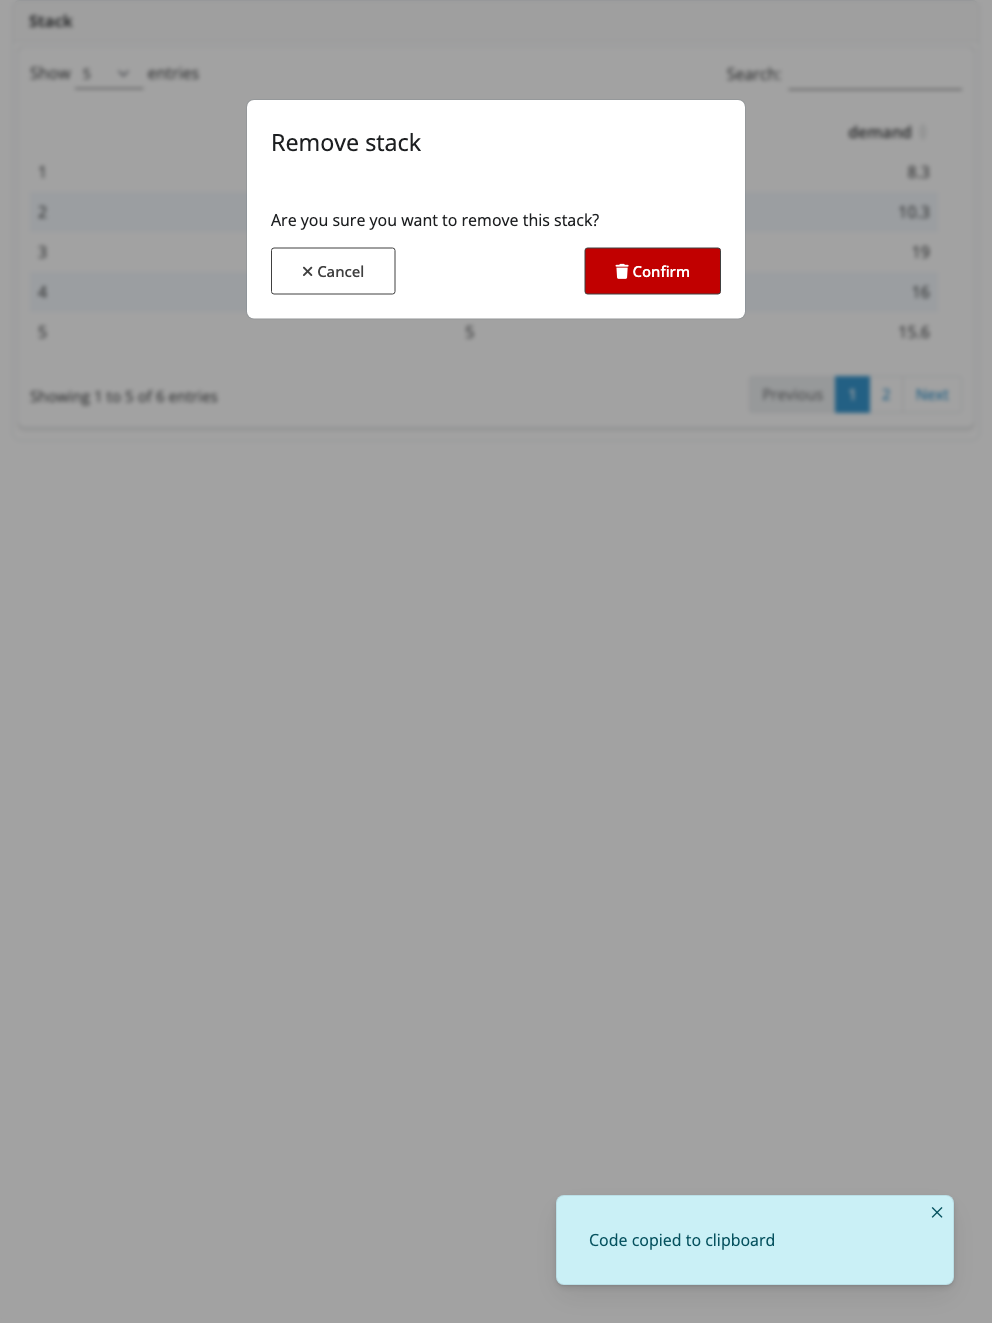 Stack
Show 5 entries
Search:
demand
1 8.3
2 10.3
3 19
4 16
5 5 15.6
Showing 1 to 5 of 6 entries
Previous 1 2 Next
Remove stack
Are you sure you want to remove this stack?
Cancel
Confirm
Code copied to clipboard